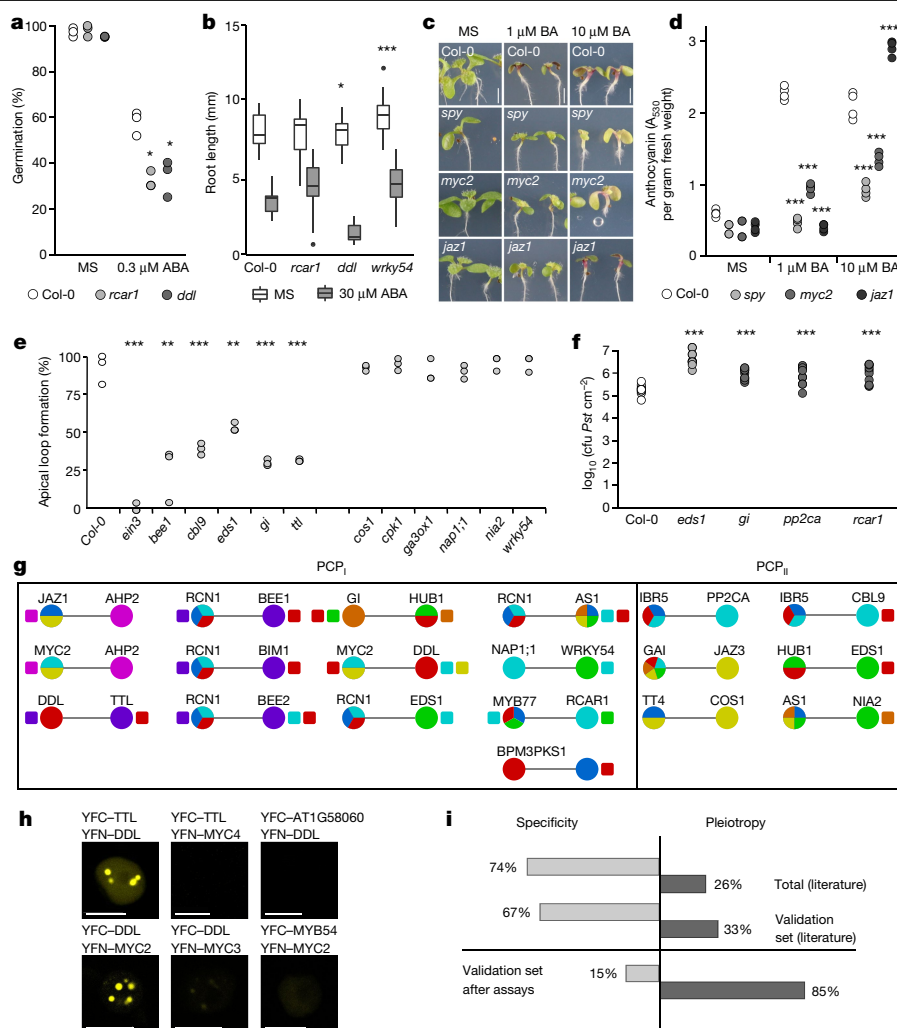 a
100
80
60
40
20
0
Germination (%)
*
*
MS
0.3 μM ABA
Col-0
rcar1
ddl
b
15
10
5
0
Root length (mm)
*
***
Col-0
rcar1
ddl
wrky54
MS
30 μM ABA
c
MS
1 μM BA
10 μM BA
Col-0
Col-0
Col-0
spy
spy
spy
myc2
myc2
myc2
jaz1
jaz1
jaz1
d
3
2
1
0
Anthocyanin (A530
per gram fresh weight)
***
***
***
***
***
***
MS
1 μM BA
10 μM BA
Col-0
spy
myc2
jaz1
e
100
75
50
25
0
Apical loop formation (%)
***
**
***
**
***
***
Col-0
ein3
bee1
cbl9
eds1
gi
ttl
cos1
cpk1
ga3ox1
nap1;1
nia2
wrky54
f
7
6
5
4
3
2
1
0
log10 (cfu Pst cm−2)
***
***
***
***
Col-0
eds1
gi
pp2ca
rcar1
g
PCPI
PCPII
JAZ1
AHP2
RCN1
BEE1
GI
HUB1
RCN1
AS1
IBR5
PP2CA
IBR5
CBL9
MYC2
AHP2
RCN1
BIM1
MYC2
DDL
NAP1;1
WRKY54
GAI
JAZ3
HUB1
EDS1
DDL
TTL
RCN1
BEE2
RCN1
EDS1
MYB77
RCAR1
TT4
COS1
AS1
NIA2
BPM3PKS1
h
YFC–TTL
YFN–DDL
YFC–TTL
YFN–MYC4
YFC–AT1G58060
YFN–DDL
YFC–DDL
YFN–MYC2
YFC–DDL
YFN–MYC3
YFC–MYB54
YFN–MYC2
i
Specificity
Pleiotropy
74%
26%
Total (literature)
67%
33%
Validation
set (literature)
Validation set
after assays
15%
85%